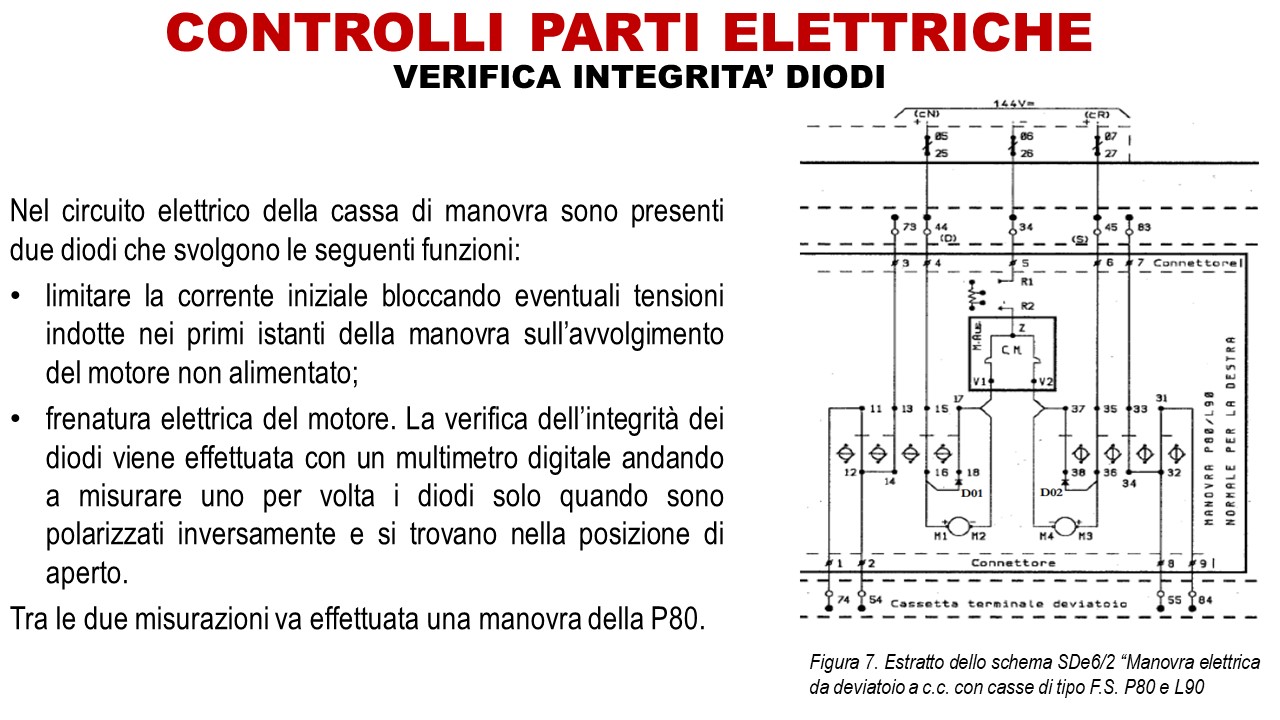 CONTROLLI PARTI ELETTRICHE
VERIFICA INTEGRITA’ DIODI
Nel circuito elettrico della cassa di manovra sono presenti
due diodi che svolgono le seguenti funzioni:
• limitare la corrente iniziale bloccando eventuali tensioni
indotte nei primi istanti della manovra sull’avvolgimento
del motore non alimentato;
• frenatura elettrica del motore. La verifica dell’integrità dei
diodi viene effettuata con un multimetro digitale andando
a misurare uno per volta i diodi solo quando sono
polarizzati inversamente e si trovano nella posizione di
aperto.
Tra le due misurazioni va effettuata una manovra della P80.
144V=
(cN) (cR)
+ - +
05 06 07
25 26 27
73 44 34 45 83
(D) (S)
3 4 5 6 7 Connettore
R1
R2
M.Aus.
Z
C.M.
V1 V2
17 31
11 13 15 37 35 33
12 14 16 18 38 36 34 32
D01 D02
+ - + -
M1 M2 M4 M3
MANOVRA P80/L90
NORMALE PER LA DESTRA
1 2 Connettore 8 9
74 54 Cassetta terminale deviatoio 55 84
Figura 7. Estratto dello schema SDe6/2 “Manovra elettrica
da deviatoio a c.c. con casse di tipo F.S. P80 e L90